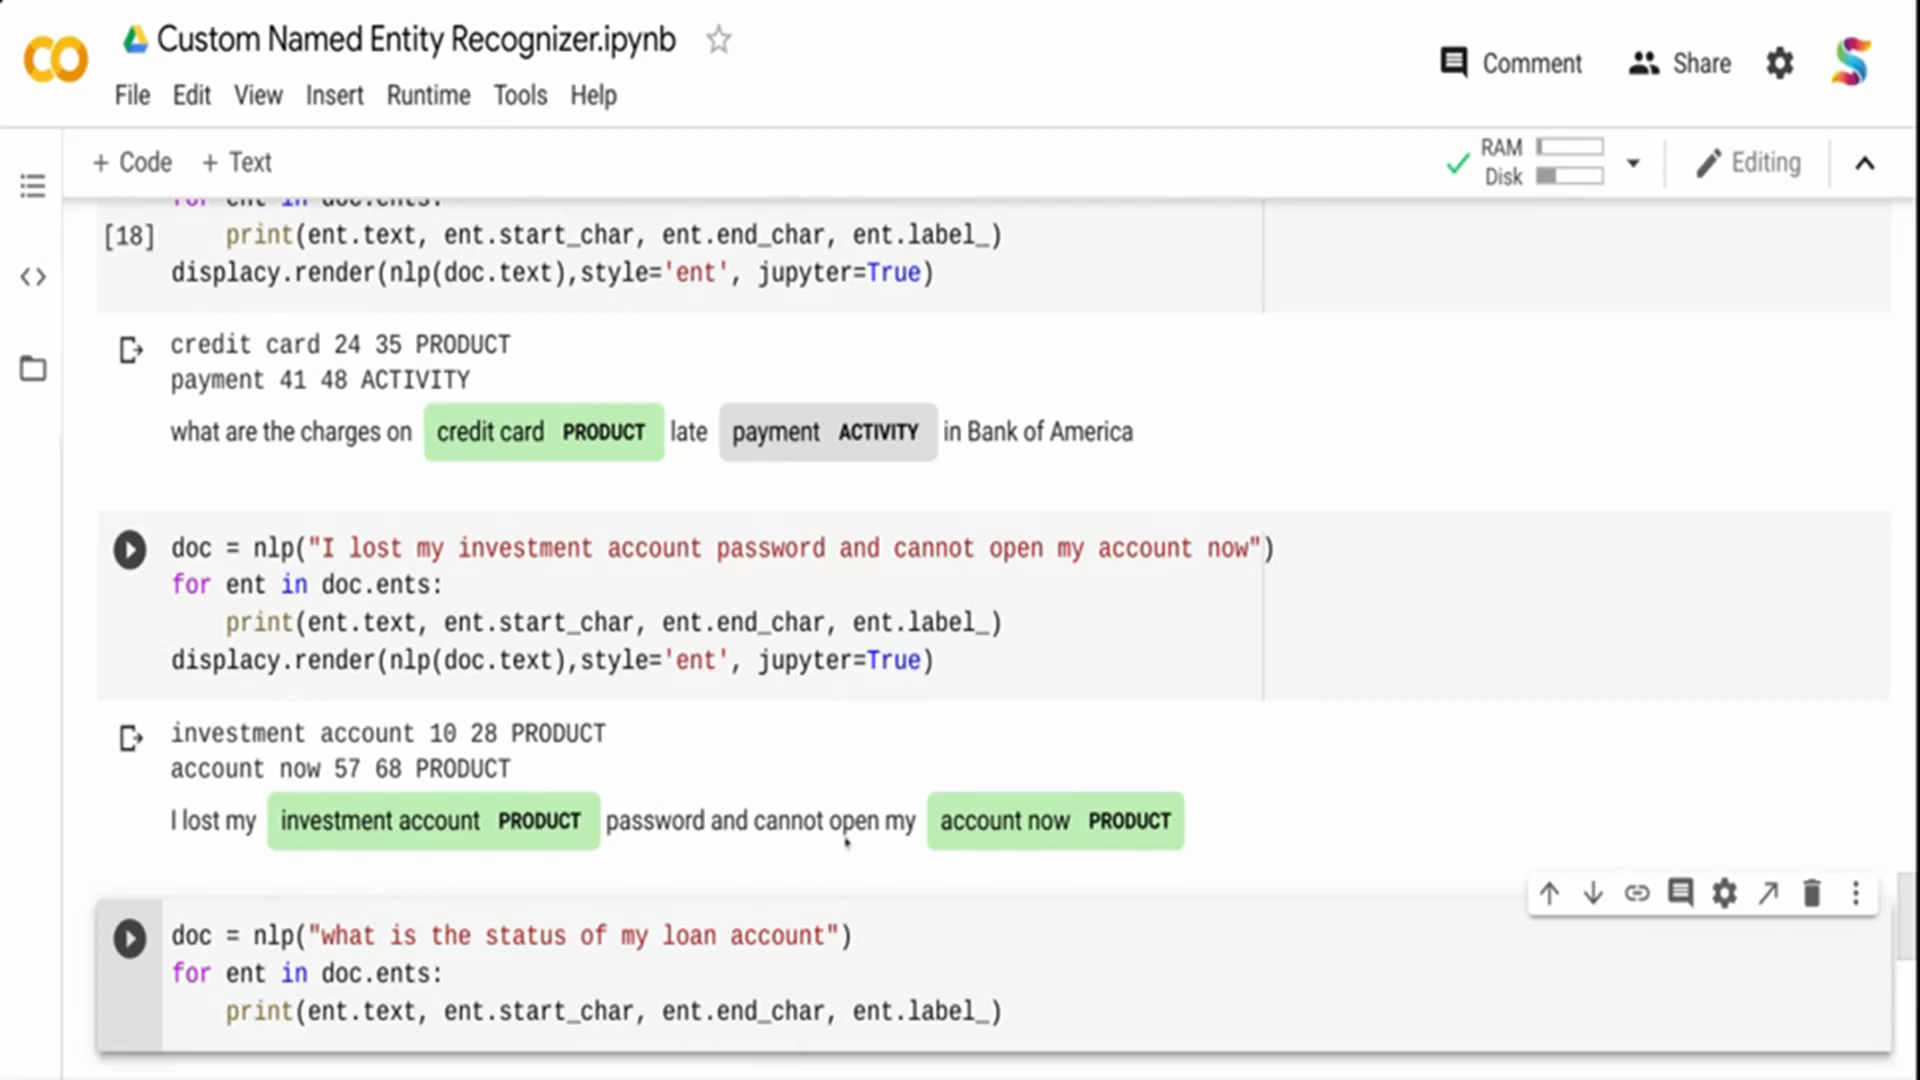 Custom Named Entity Recognizer.ipynb
File Edit View Insert Runtime Tools Help
Comment
Share
+ Code + Text
RAM
Disk
Editing
for ent in doc.ents:
[18]
print(ent.text, ent.start_char, ent.end_char, ent.label_)
displacy.render(nlp(doc.text),style='ent', jupyter=True)
credit card 24 35 PRODUCT
payment 41 48 ACTIVITY
what are the charges on credit card PRODUCT late payment ACTIVITY in Bank of America
doc = nlp("I lost my investment account password and cannot open my account now")
for ent in doc.ents:
print(ent.text, ent.start_char, ent.end_char, ent.label_)
displacy.render(nlp(doc.text),style='ent', jupyter=True)
investment account 10 28 PRODUCT
account now 57 68 PRODUCT
I lost my investment account PRODUCT password and cannot open my account now PRODUCT
doc = nlp("what is the status of my loan account")
for ent in doc.ents:
print(ent.text, ent.start_char, ent.end_char, ent.label_)